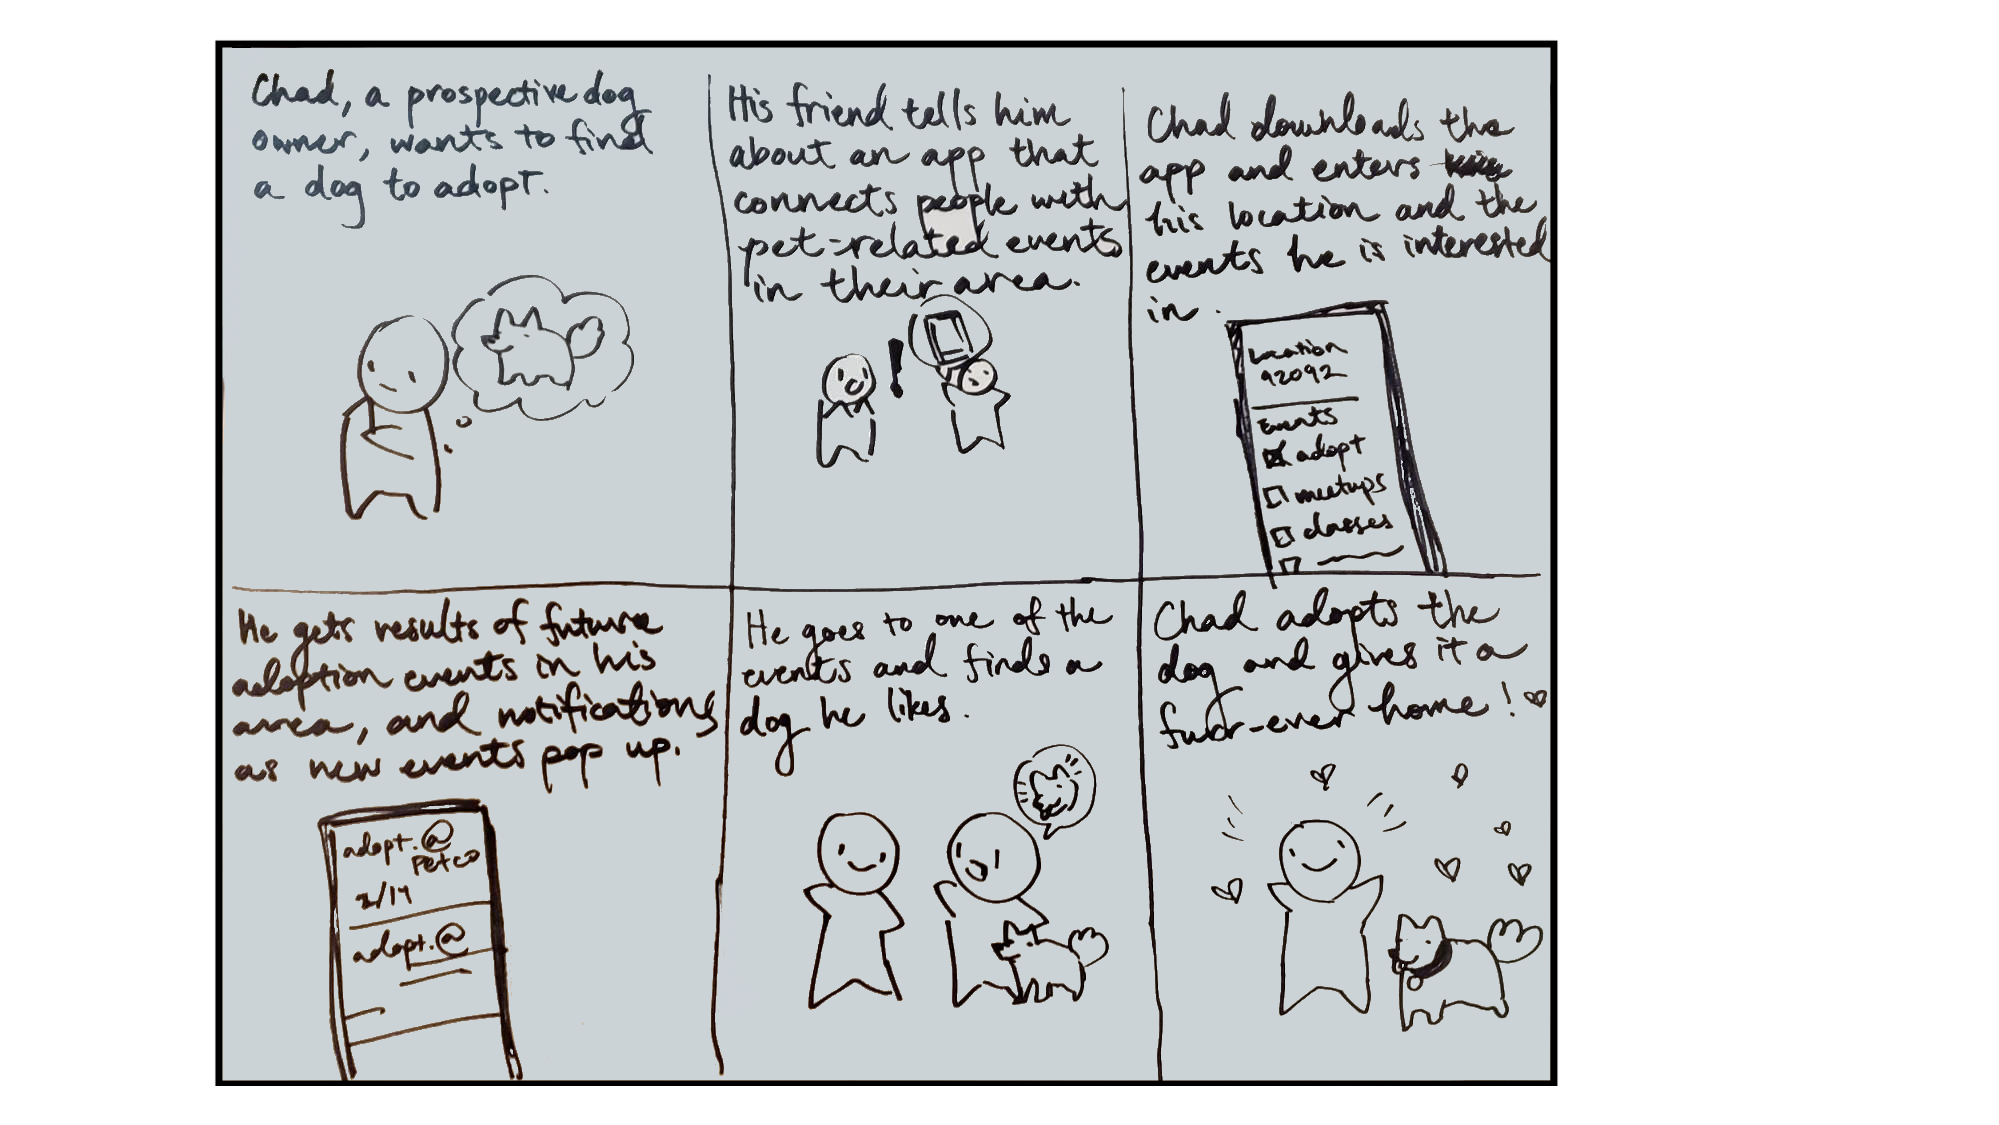 Chad, a prospective dog
owner, wants to find
a dog to adopt.
His friend tells him
about an app that
connects people with
pet-related events
in their area.
!
Chad downloads the
app and enters
his location and the
events he is interested
in.
Location
92092
Events
adopt
meetups
classes
He gets results of future
adoption events in his
area, and notifications
as new events pop up.
adopt.@
Petco
adopt.@
He goes to one of the
events and finds a
dog he likes.
Chad adopts the
dog and gives it a
furr-ever home!